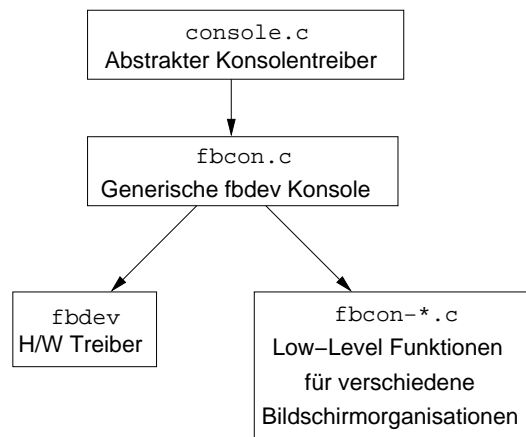 console.c
Abstrakter Konsolentreiber
fbcon.c
Generische fbdev Konsole
fbdev
H/W Treiber
fbcon−*.c
Low−Level Funktionen
für verschiedene
Bildschirmorganisationen